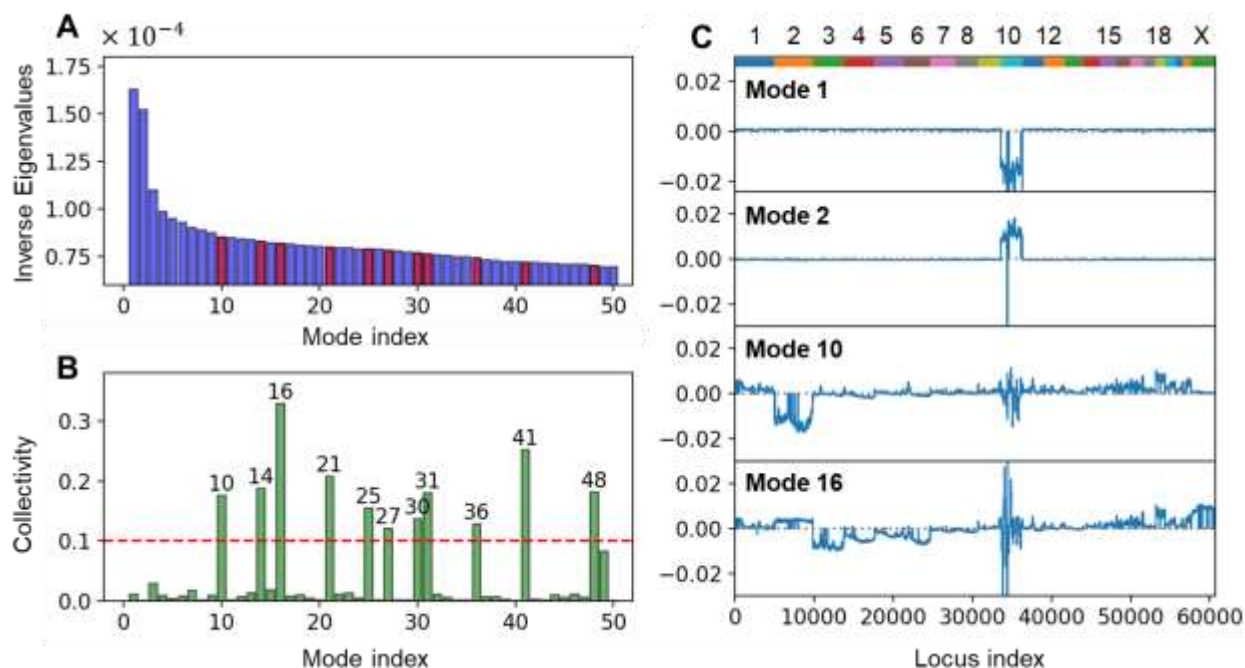 A
× 10⁻⁴
1.75
1.50
1.25
1.00
0.75
Inverse Eigenvalues
0 10 20 30 40 50
Mode index
B
0.3
0.2
0.1
0.0
Collectivity
10 14 16 21 25 27 30 31 36 41 48
0 10 20 30 40 50
Mode index
C
1 2 3 4 5 6 7 8 10 12 15 18 X
Mode 1
0.02
0.00
−0.02
Mode 2
0.02
0.00
−0.02
Mode 10
0.02
0.00
−0.02
Mode 16
0.02
0.00
−0.02
0 10000 20000 30000 40000 50000 60000
Locus index